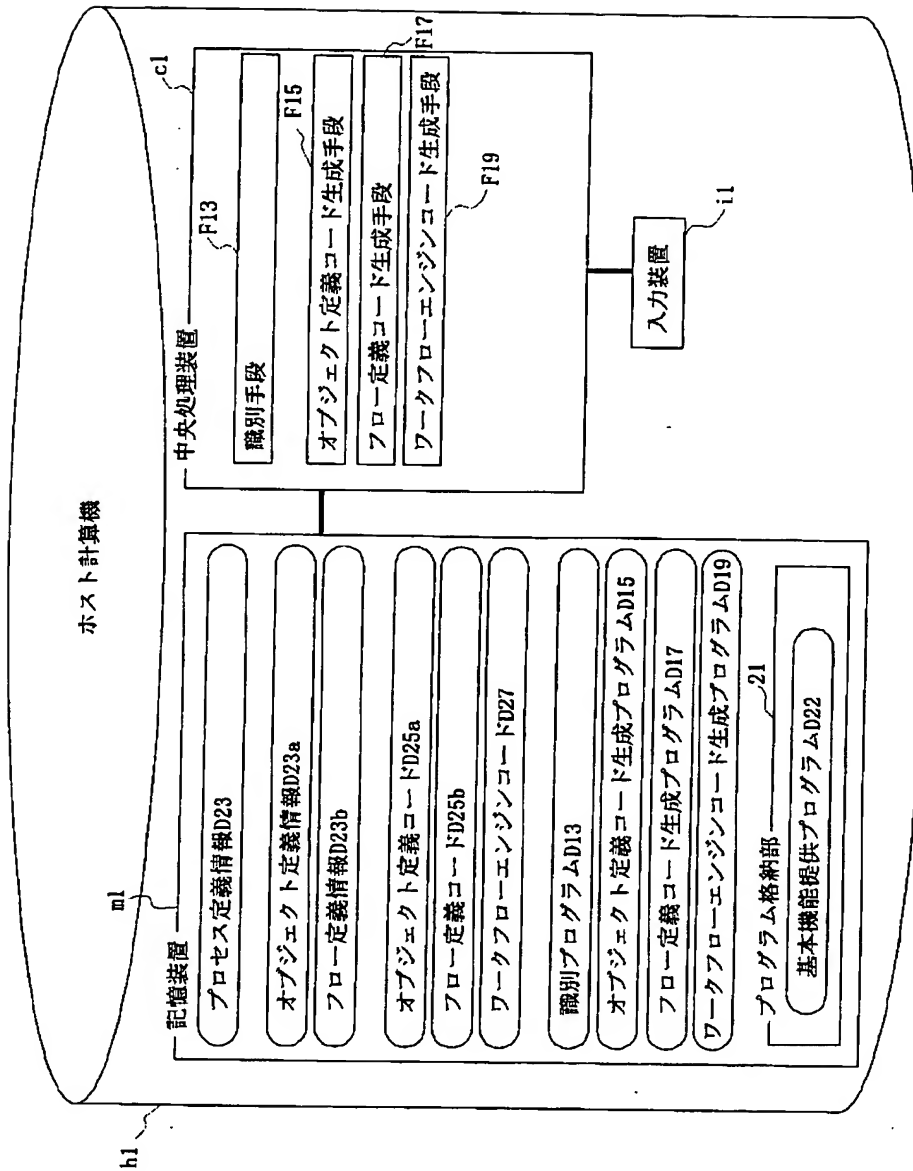 ホスト計算機
h1
記憶装置
m1
プロセス定義情報D23
オブジェクト定義情報D23a
フロー定義情報D23b
オブジェクト定義コードD25a
フロー定義コードD25b
ワークフローエンジンコードD27
識別プログラムD13
オブジェクト定義コード生成プログラムD15
フロー定義コード生成プログラムD17
ワークフローエンジンコード生成プログラムD19
プログラム格納部
21
基本機能提供プログラムD22
中央処理装置
c1
F13
識別手段
F15
オブジェクト定義コード生成手段
フロー定義コード生成手段
F17
ワークフローエンジンコード生成手段
F19
入力装置
i1